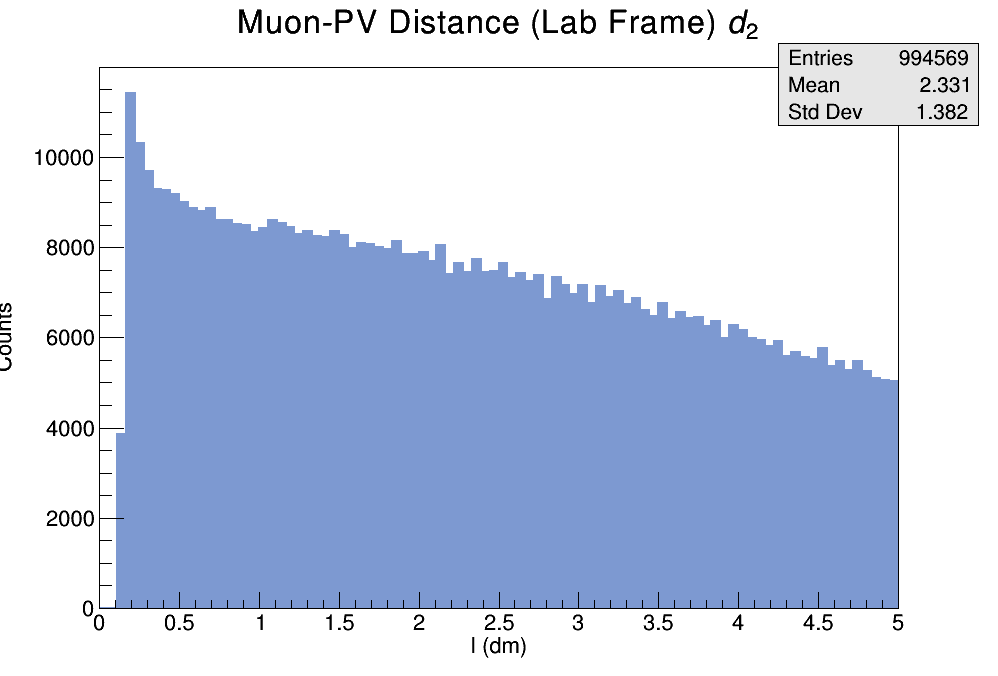 Muon-PV Distance (Lab Frame) d₂
Entries 994569
Mean 2.331
Std Dev 1.382
Counts
10000
8000
6000
4000
2000
0
0 0.5 1 1.5 2 2.5 3 3.5 4 4.5 5
l (dm)